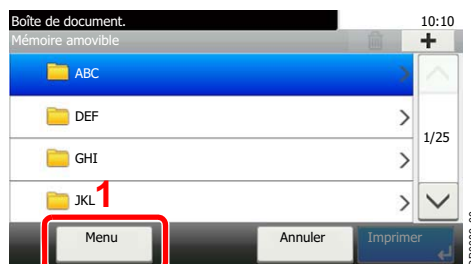 Boîte de document. 10:10
Mémoire amovible
ABC
DEF
1/25
GHI
JKL 1
Menu Annuler Imprimer